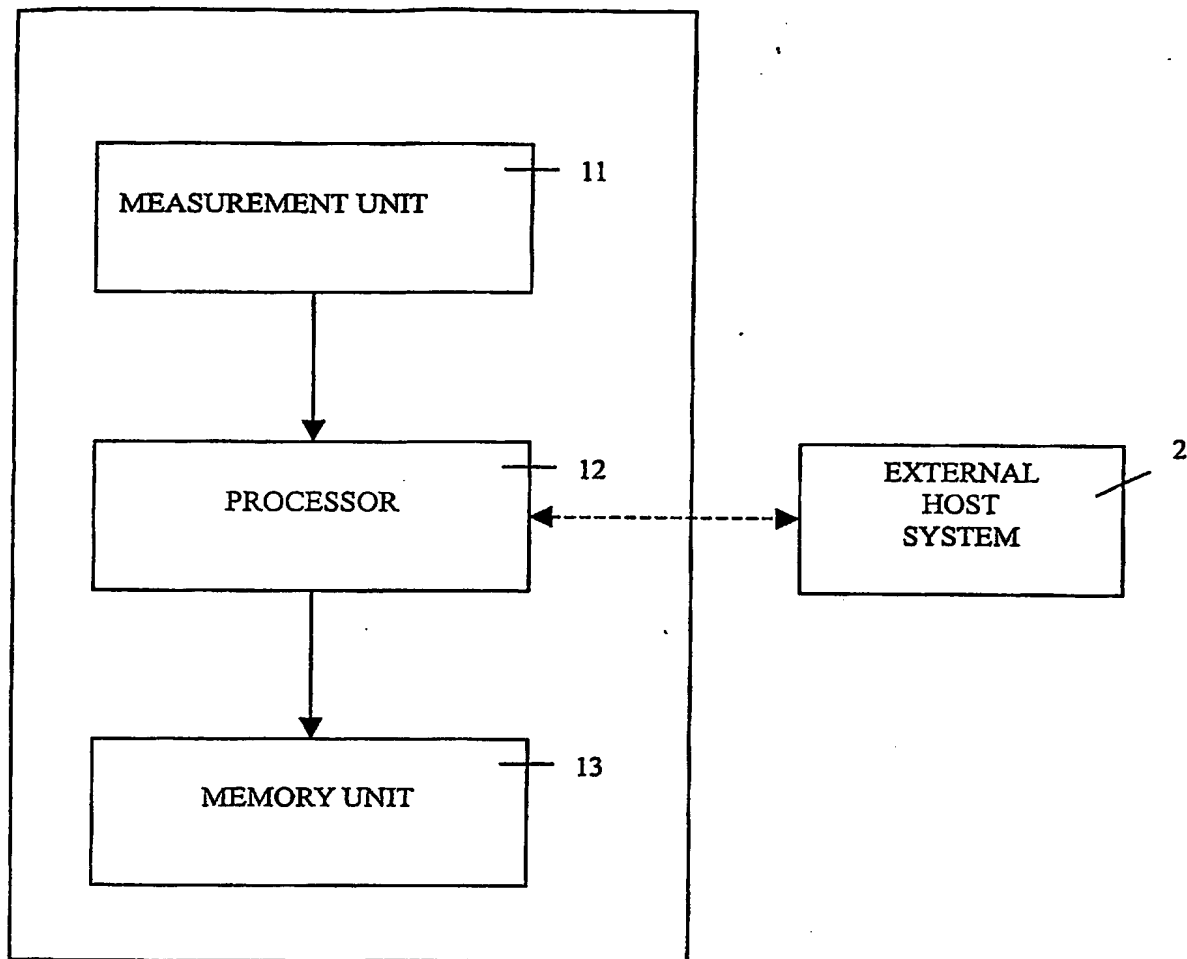 MEASUREMENT UNIT
11
PROCESSOR
12
EXTERNAL
HOST
SYSTEM
2
MEMORY UNIT
13